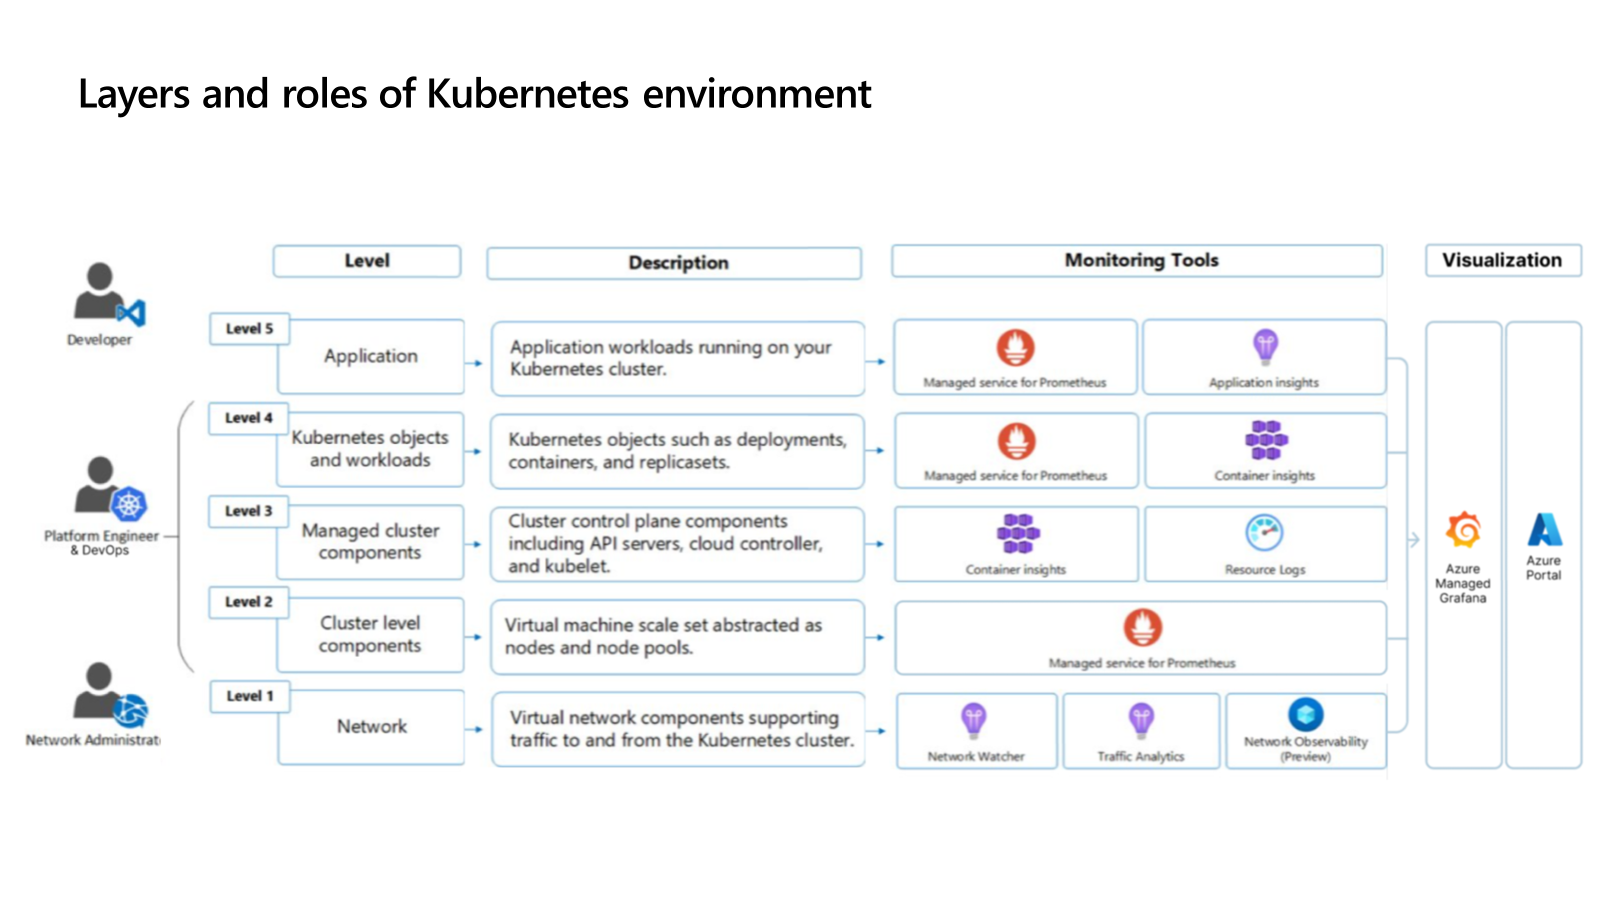 Layers and roles of Kubernetes environment
Level
Description
Monitoring Tools
Visualization
Developer
Level 5
Application
Application workloads running on your
Kubernetes cluster.
Managed service for Prometheus
Application insights
Level 4
Kubernetes objects
and workloads
Kubernetes objects such as deployments,
containers, and replicasets.
Managed service for Prometheus
Container insights
Platform Engineer
& DevOps
Level 3
Managed cluster
components
Cluster control plane components
including API servers, cloud controller,
and kubelet.
Container insights
Resource Logs
Level 2
Cluster level
components
Virtual machine scale set abstracted as
nodes and node pools.
Managed service for Prometheus
Network Administrat
Level 1
Network
Virtual network components supporting
traffic to and from the Kubernetes cluster.
Network Watcher
Traffic Analytics
Network Observability
(Preview)
Azure
Managed
Grafana
Azure
Portal